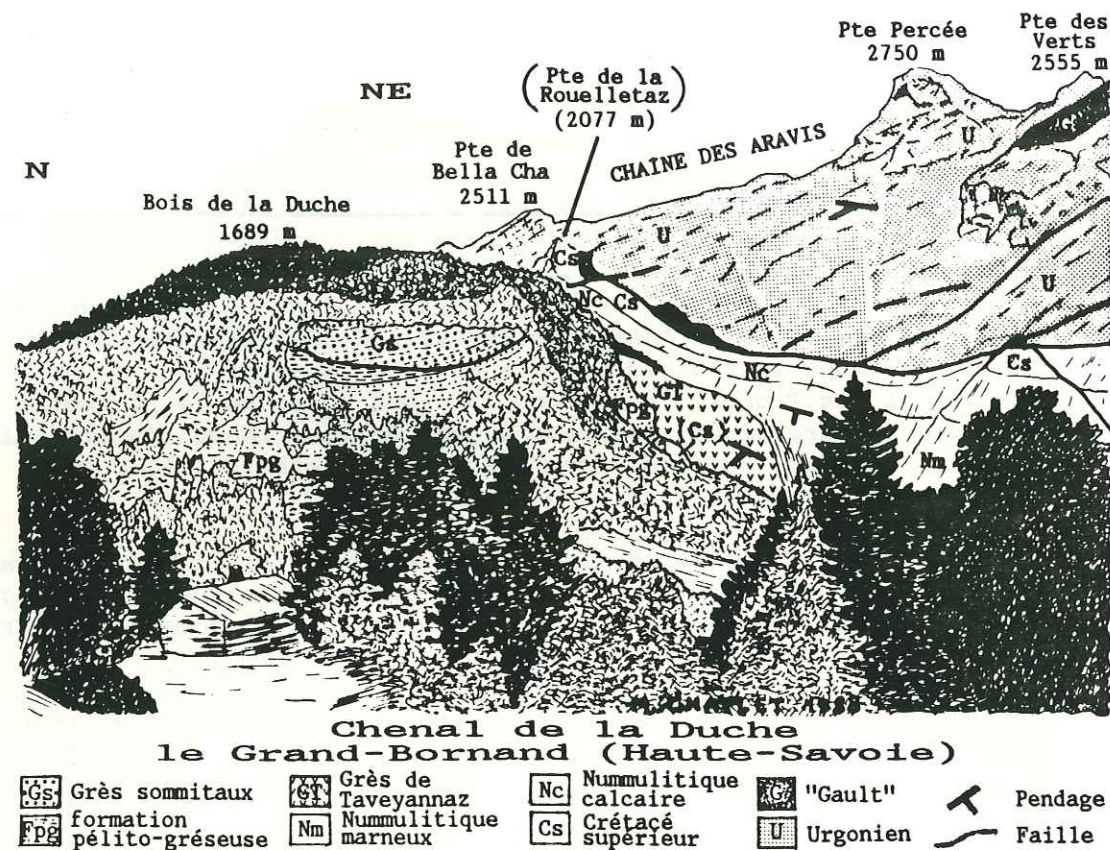 Pte Percée
2750 m
Pte des
Verts
2555 m
NE
(Pte de la
Rouelletaz)
(2077 m)
N
Pte de
Bella Cha
2511 m
CHAÎNE DES ARAVIS
Bois de la Duche
1689 m
U
G
U
Cs
Nc
Cs
U
Gs
Nc
Cs
GT
Fpg
(Cs)
Fpg
Nm
Chenal de la Duche
le Grand-Bornand (Haute-Savoie)
Gs Grès sommitaux
Fpg formation
pélito-gréseuse
GT Grès de
Taveyannaz
Nm Nummulitique
marneux
Nc Nummulitique
calcaire
Cs Crétacé
supérieur
G "Gault"
U Urgonien
Pendage
Faille